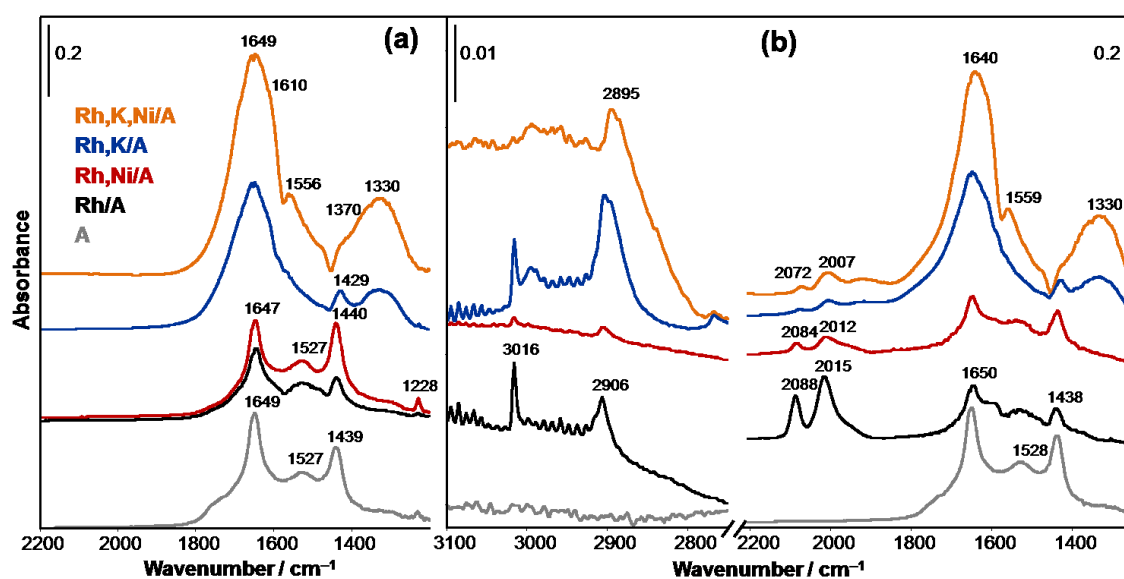 1649
(a)
0.2
1610
Rh,K,Ni/A
Rh,K/A
Rh,Ni/A
Rh/A
A
1556
1370
1330
1429
1647
1440
1527
1228
1649
1439
1527
Absorbance
2200 2000 1800 1600 1400
Wavenumber / cm⁻¹
0.01
2895
3016
2906
(b)
1640
0.2
1559
1330
2072
2007
2084
2012
2088
2015
1650
1438
1528
3100 3000 2900 2800 2200 2000 1800 1600 1400
Wavenumber / cm⁻¹
Wavenumber / cm⁻¹